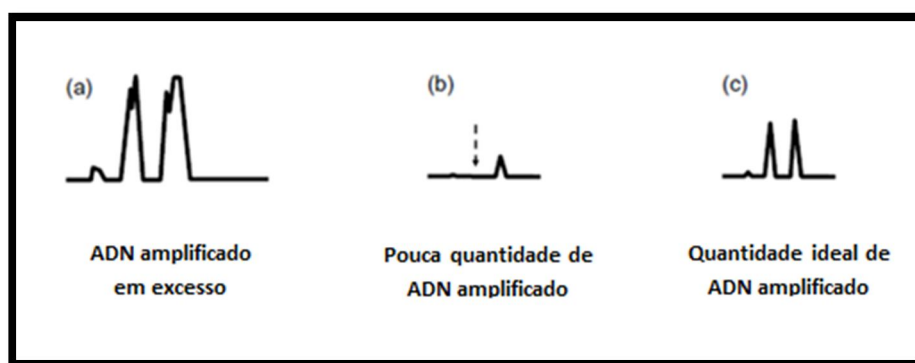 (a)
(b)
(c)
ADN amplificado
em excesso
Pouca quantidade de
ADN amplificado
Quantidade ideal de
ADN amplificado